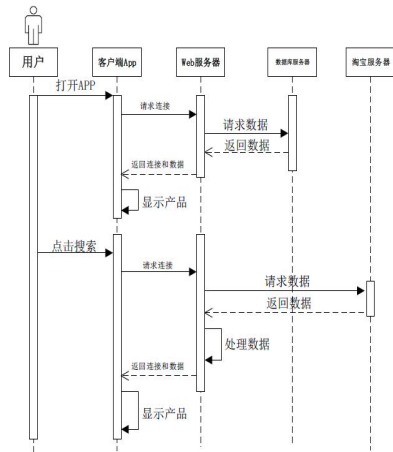 用户
客户端App
Web服务器
数据库服务器
淘宝服务器
打开APP
请求连接
请求数据
返回数据
返回连接和数据
显示产品
点击搜索
请求连接
请求数据
返回数据
处理数据
返回连接和数据
显示产品